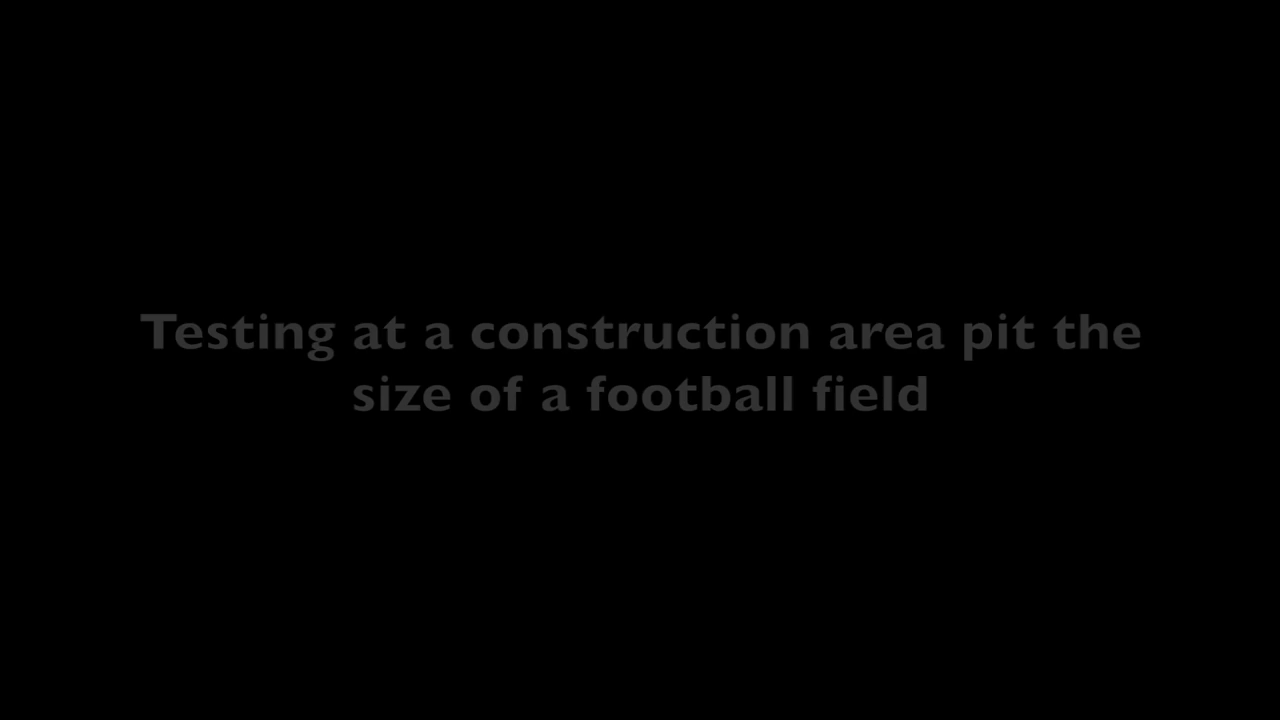 Testing at a construction area pit the
size of a football field